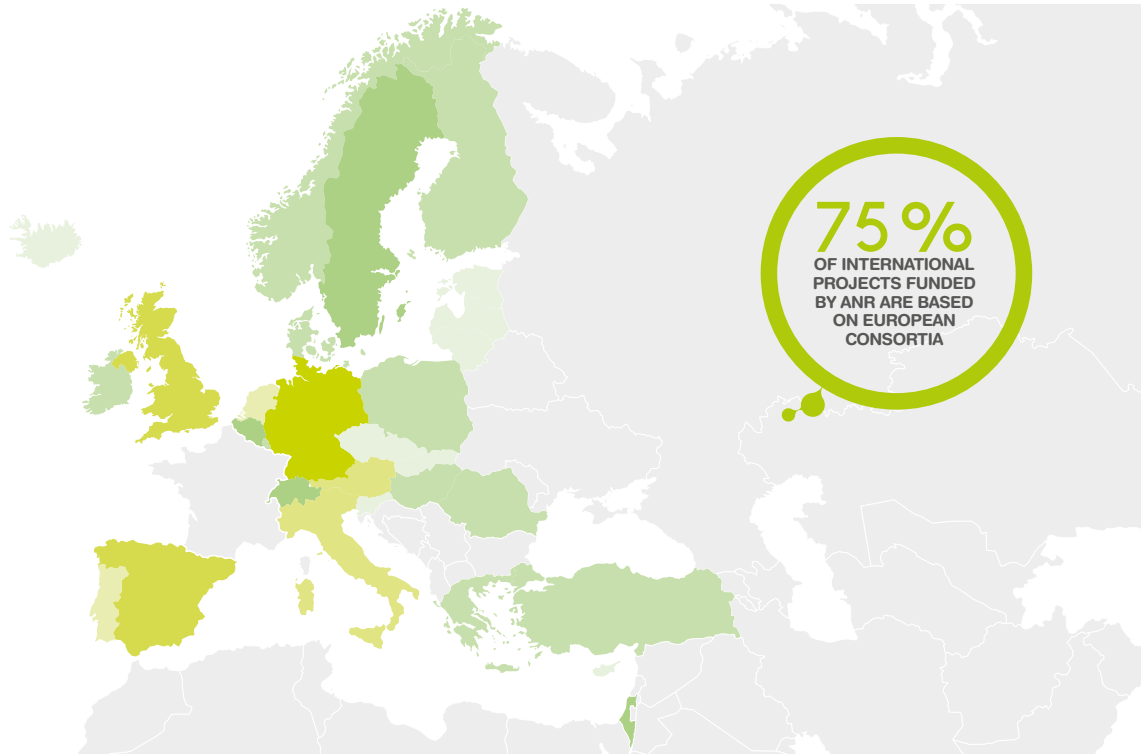 75 %
OF INTERNATIONAL
PROJECTS FUNDED
BY ANR ARE BASED
ON EUROPEAN
CONSORTIA